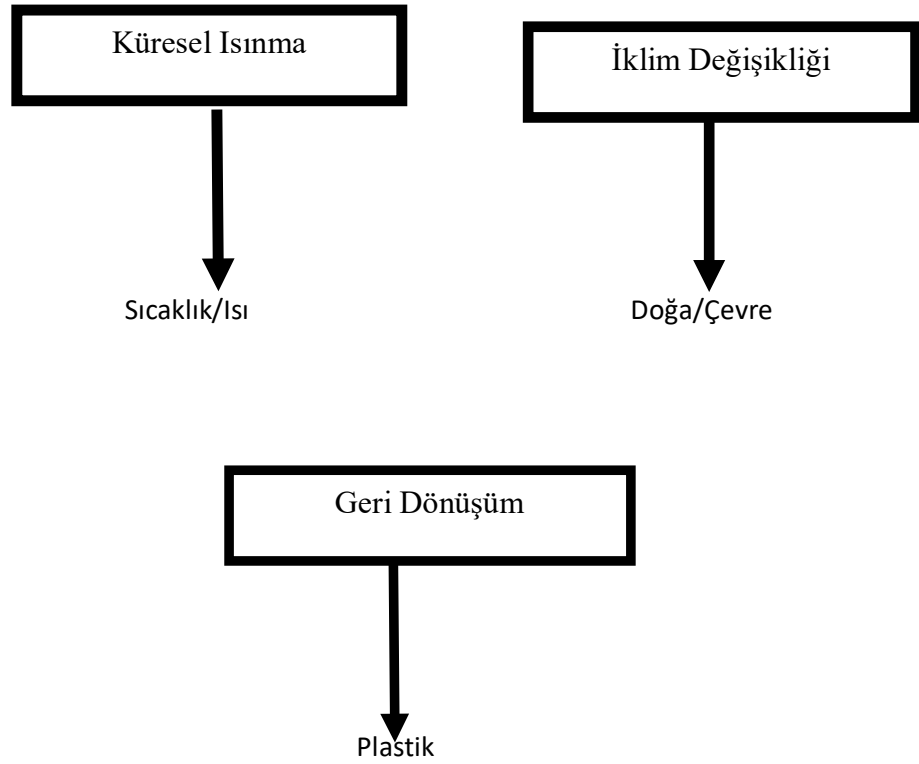 Küresel Isınma
İklim Değişikliği
Sıcaklık/Isı
Doğa/Çevre
Geri Dönüşüm
Plastik